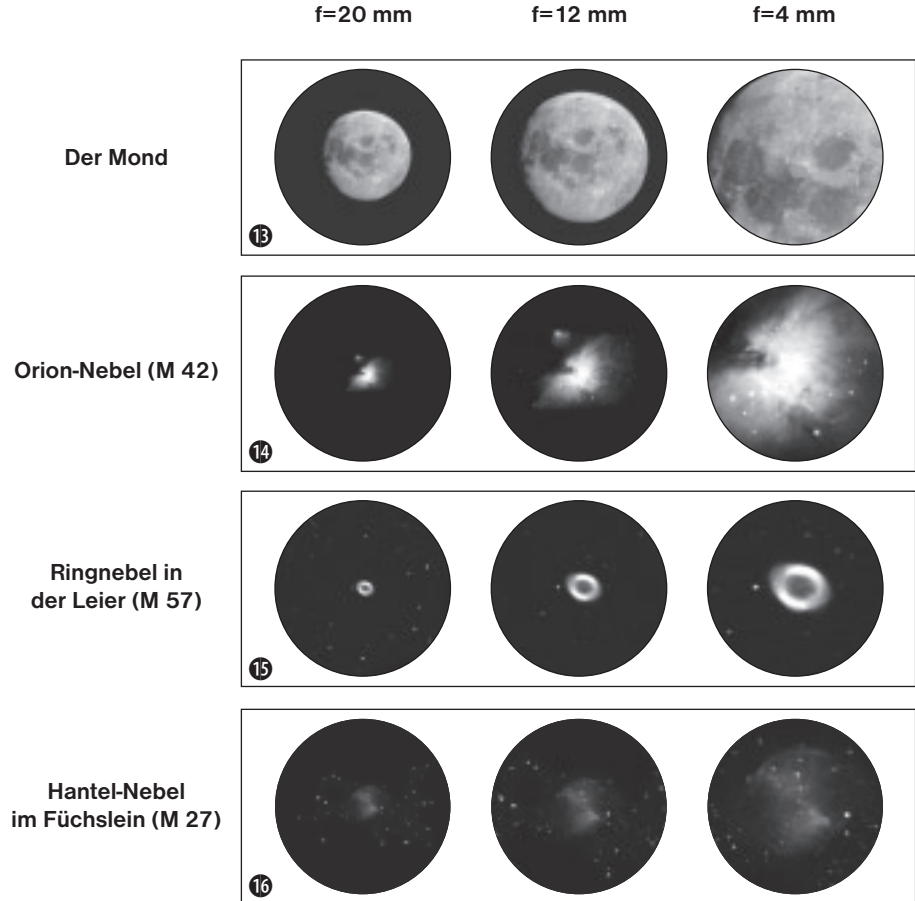 f=20 mm f=12 mm f=4 mm
Der Mond
13
Orion-Nebel (M 42)
14
Ringnebel in
der Leier (M 57)
15
Hantel-Nebel
im Füchslein (M 27)
16